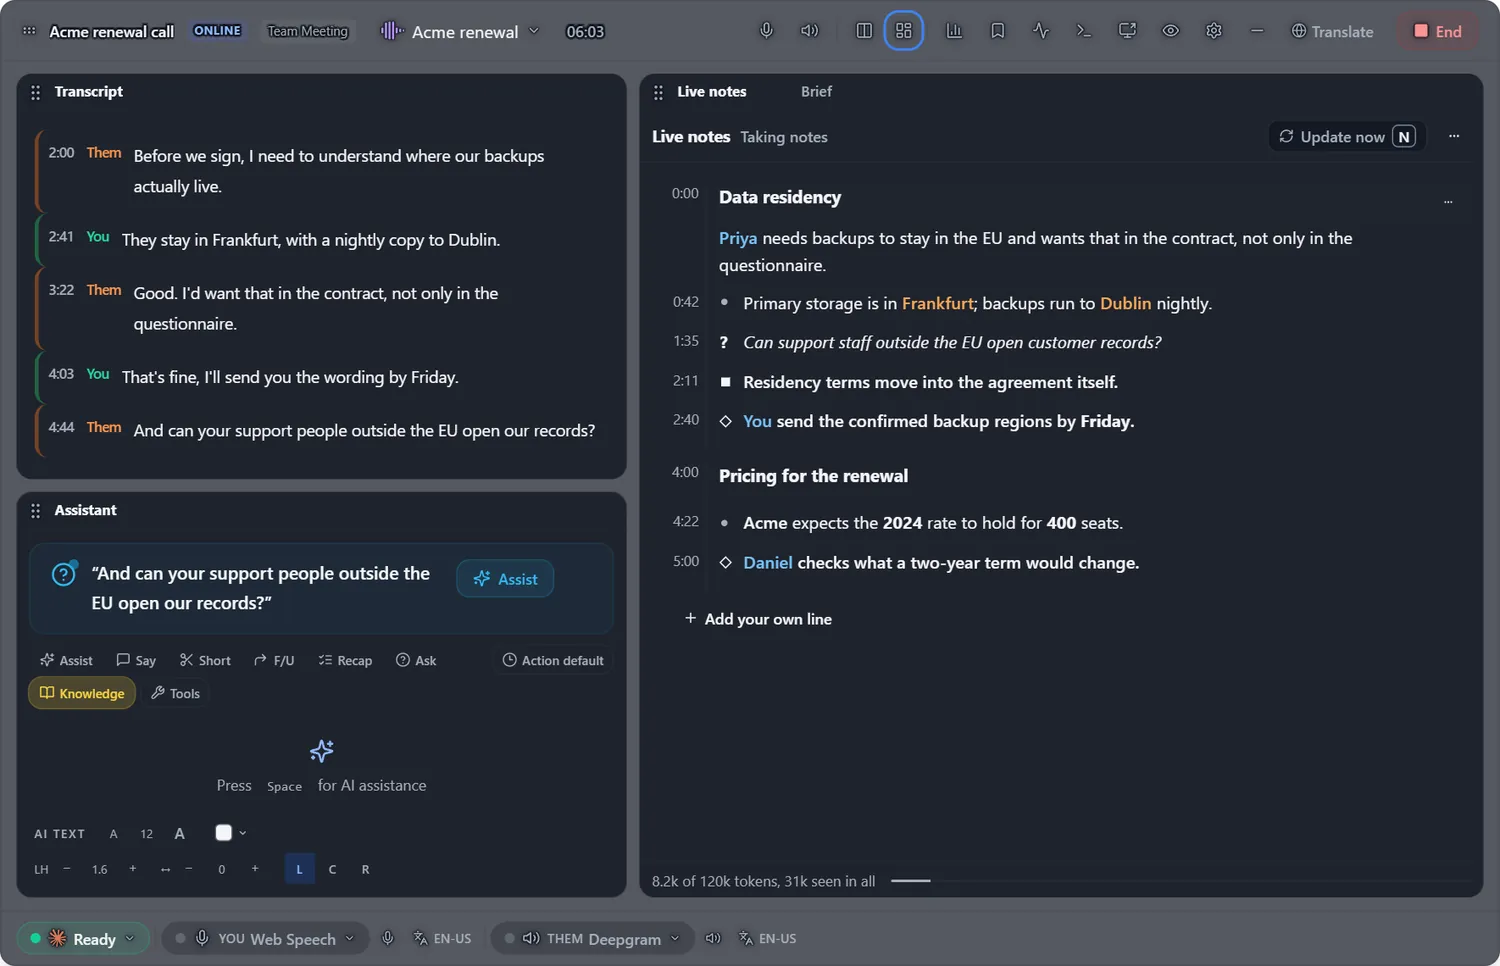 Acme renewal call ONLINE Team Meeting Acme renewal 06:03 Translate End
Transcript
2:00 Them Before we sign, I need to understand where our backups
actually live.
2:41 You They stay in Frankfurt, with a nightly copy to Dublin.
3:22 Them Good. I'd want that in the contract, not only in the
questionnaire.
4:03 You That's fine, I'll send you the wording by Friday.
4:44 Them And can your support people outside the EU open our records?
Assistant
“And can your support people outside the
EU open our records?”
Assist
Assist Say Short F/U Recap Ask Action default
Knowledge Tools
Press Space for AI assistance
AI TEXT A 12 A
LH − 1.6 + ↔ − 0 + L C R
Live notes Brief
Live notes Taking notes Update now N ...
0:00 Data residency ...
Priya needs backups to stay in the EU and wants that in the contract, not only in the
questionnaire.
0:42 • Primary storage is in Frankfurt; backups run to Dublin nightly.
1:35 ? Can support staff outside the EU open customer records?
2:11 ■ Residency terms move into the agreement itself.
2:40 ◇ You send the confirmed backup regions by Friday.
4:00 Pricing for the renewal
4:22 • Acme expects the 2024 rate to hold for 400 seats.
5:00 ◇ Daniel checks what a two-year term would change.
+ Add your own line
8.2k of 120k tokens, 31k seen in all
Ready YOU Web Speech EN-US THEM Deepgram EN-US